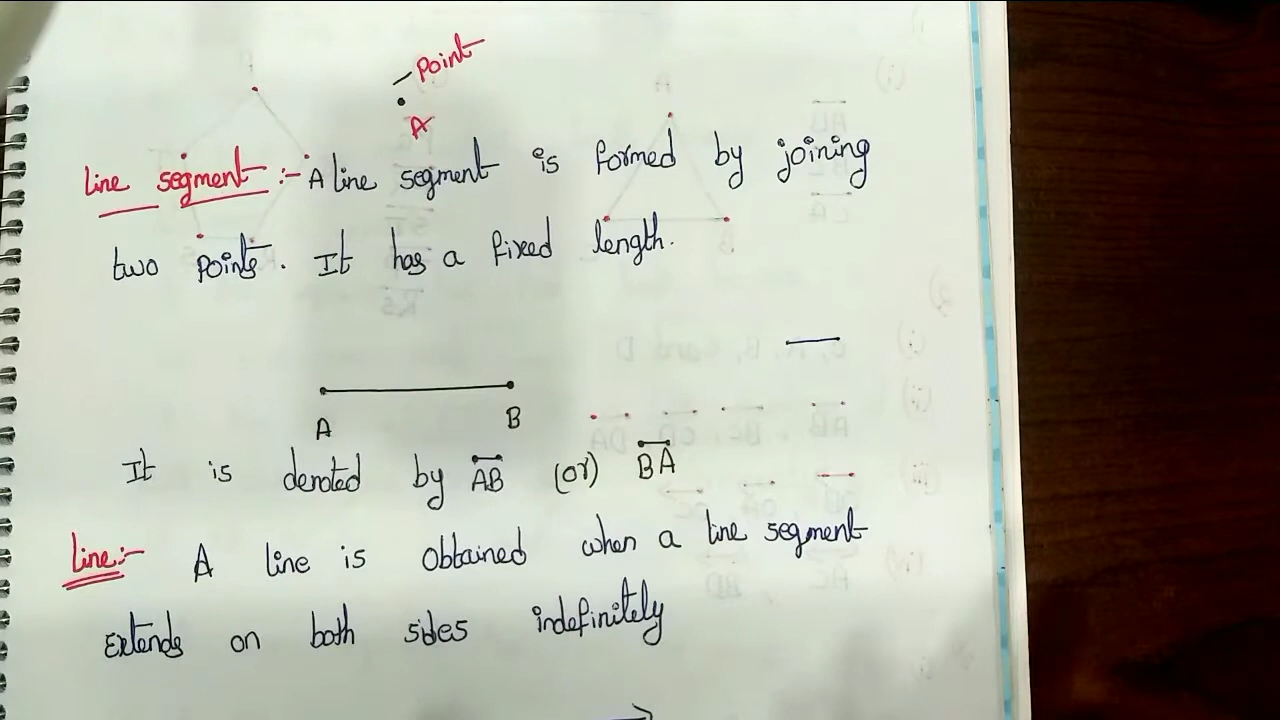 Point
A
Line segment :- A line segment is formed by joining
two points. It has a fixed length.
A B
It is denoted by AB (or) BA
Line:- A line is obtained when a line segment
Extends on both sides indefinitely